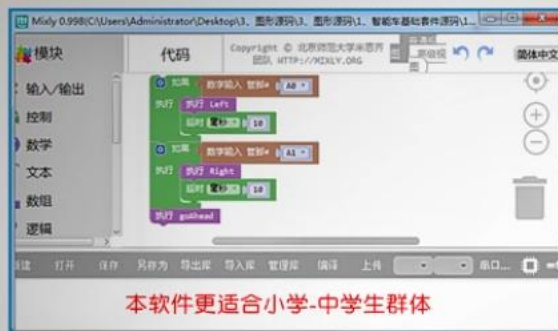 Mixly 0.998(C:\Users\Administrator\Desktop\3、图形源码\3、图形源码\1、智能车基础套件源码\1...
模块
代码
Copyright © 北京师范大学米思齐
团队 HTTP://MIXLY.ORG
高级视
图
简体中文
输入/输出
控制
数学
文本
数组
逻辑
如果 数字输入 管脚# A0
执行 执行 Left
延时 毫秒 10
如果 数字输入 管脚# A1
执行 执行 Right
延时 毫秒 10
执行 goAhead
新建 打开 保存 另存为 导出库 导入库 管理库 编译 上传 串口...
本软件更适合小学-中学生群体